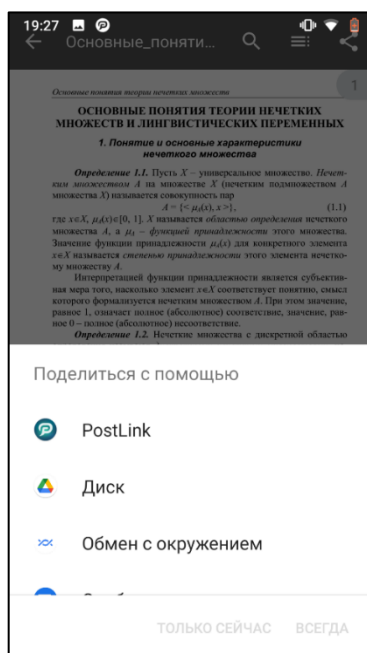 19:27
Основные_поняти...
1
Основные понятия теории нечетких множеств
ОСНОВНЫЕ ПОНЯТИЯ ТЕОРИИ НЕЧЕТКИХ
МНОЖЕСТВ И ЛИНГВИСТИЧЕСКИХ ПЕРЕМЕННЫХ
1. Понятие и основные характеристики
нечеткого множества
Определение 1.1. Пусть X – универсальное множество. Нечет-
ким множеством A на множестве X (нечетким подмножеством A
множества X) называется совокупность пар
A = {< μA(x), x >}, (1.1)
где x∈X, μA(x)∈[0, 1]. X называется областью определения нечеткого
множества A, а μA – функцией принадлежности этого множества.
Значение функции принадлежности μA(x) для конкретного элемента
x∈X называется степенью принадлежности этого элемента нечетко-
му множеству A.
Интерпретацией функции принадлежности является субъектив-
ная мера того, насколько элемент x∈X соответствует понятию, смысл
которого формализуется нечетким множеством A. При этом значение,
равное 1, означает полное (абсолютное) соответствие, значение, рав-
ное 0 – полное (абсолютное) несоответствие.
Определение 1.2. Нечеткие множества с дискретной областью
Поделиться с помощью
PostLink
Диск
Обмен с окружением
ТОЛЬКО СЕЙЧАС ВСЕГДА